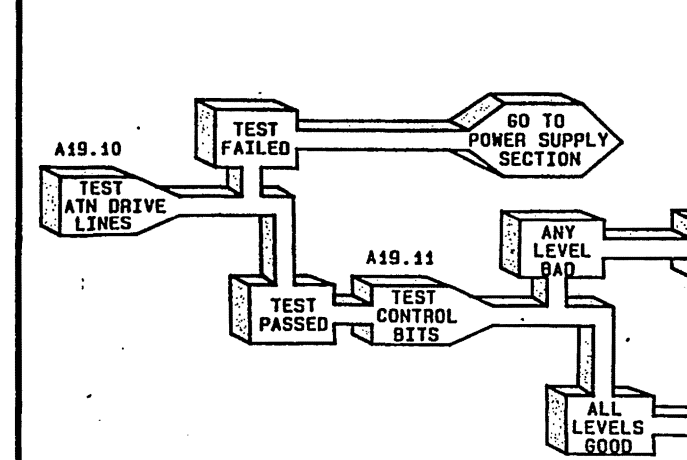 A19.10
TEST
ATN DRIVE
LINES
TEST
FAILED
GO TO
POWER SUPPLY
SECTION
TEST
PASSED
A19.11
TEST
CONTROL
BITS
ANY
LEVEL
BAD
ALL
LEVELS
GOOD